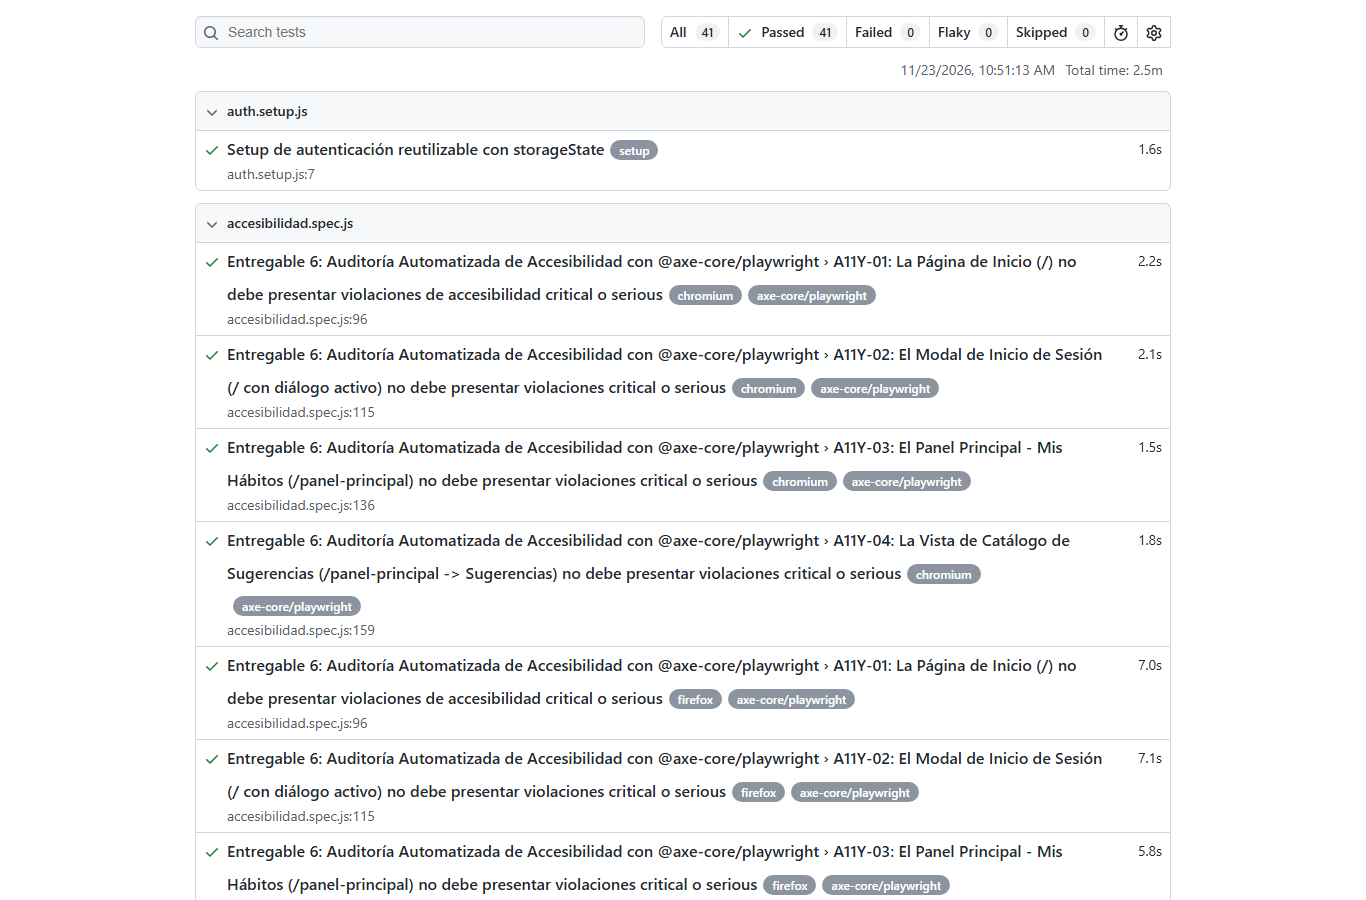 Search tests
All 41 Passed 41 Failed 0 Flaky 0 Skipped 0
11/23/2026, 10:51:13 AM Total time: 2.5m
auth.setup.js
Setup de autenticación reutilizable con storageState setup 1.6s
auth.setup.js:7
accesibilidad.spec.js
Entregable 6: Auditoría Automatizada de Accesibilidad con @axe-core/playwright › A11Y-01: La Página de Inicio (/) no 2.2s
debe presentar violaciones de accesibilidad critical o serious chromium axe-core/playwright
accesibilidad.spec.js:96
Entregable 6: Auditoría Automatizada de Accesibilidad con @axe-core/playwright › A11Y-02: El Modal de Inicio de Sesión 2.1s
(/ con diálogo activo) no debe presentar violaciones critical o serious chromium axe-core/playwright
accesibilidad.spec.js:115
Entregable 6: Auditoría Automatizada de Accesibilidad con @axe-core/playwright › A11Y-03: El Panel Principal - Mis 1.5s
Hábitos (/panel-principal) no debe presentar violaciones critical o serious chromium axe-core/playwright
accesibilidad.spec.js:136
Entregable 6: Auditoría Automatizada de Accesibilidad con @axe-core/playwright › A11Y-04: La Vista de Catálogo de 1.8s
Sugerencias (/panel-principal -> Sugerencias) no debe presentar violaciones critical o serious chromium
axe-core/playwright
accesibilidad.spec.js:159
Entregable 6: Auditoría Automatizada de Accesibilidad con @axe-core/playwright › A11Y-01: La Página de Inicio (/) no 7.0s
debe presentar violaciones de accesibilidad critical o serious firefox axe-core/playwright
accesibilidad.spec.js:96
Entregable 6: Auditoría Automatizada de Accesibilidad con @axe-core/playwright › A11Y-02: El Modal de Inicio de Sesión 7.1s
(/ con diálogo activo) no debe presentar violaciones critical o serious firefox axe-core/playwright
accesibilidad.spec.js:115
Entregable 6: Auditoría Automatizada de Accesibilidad con @axe-core/playwright › A11Y-03: El Panel Principal - Mis 5.8s
Hábitos (/panel-principal) no debe presentar violaciones critical o serious firefox axe-core/playwright